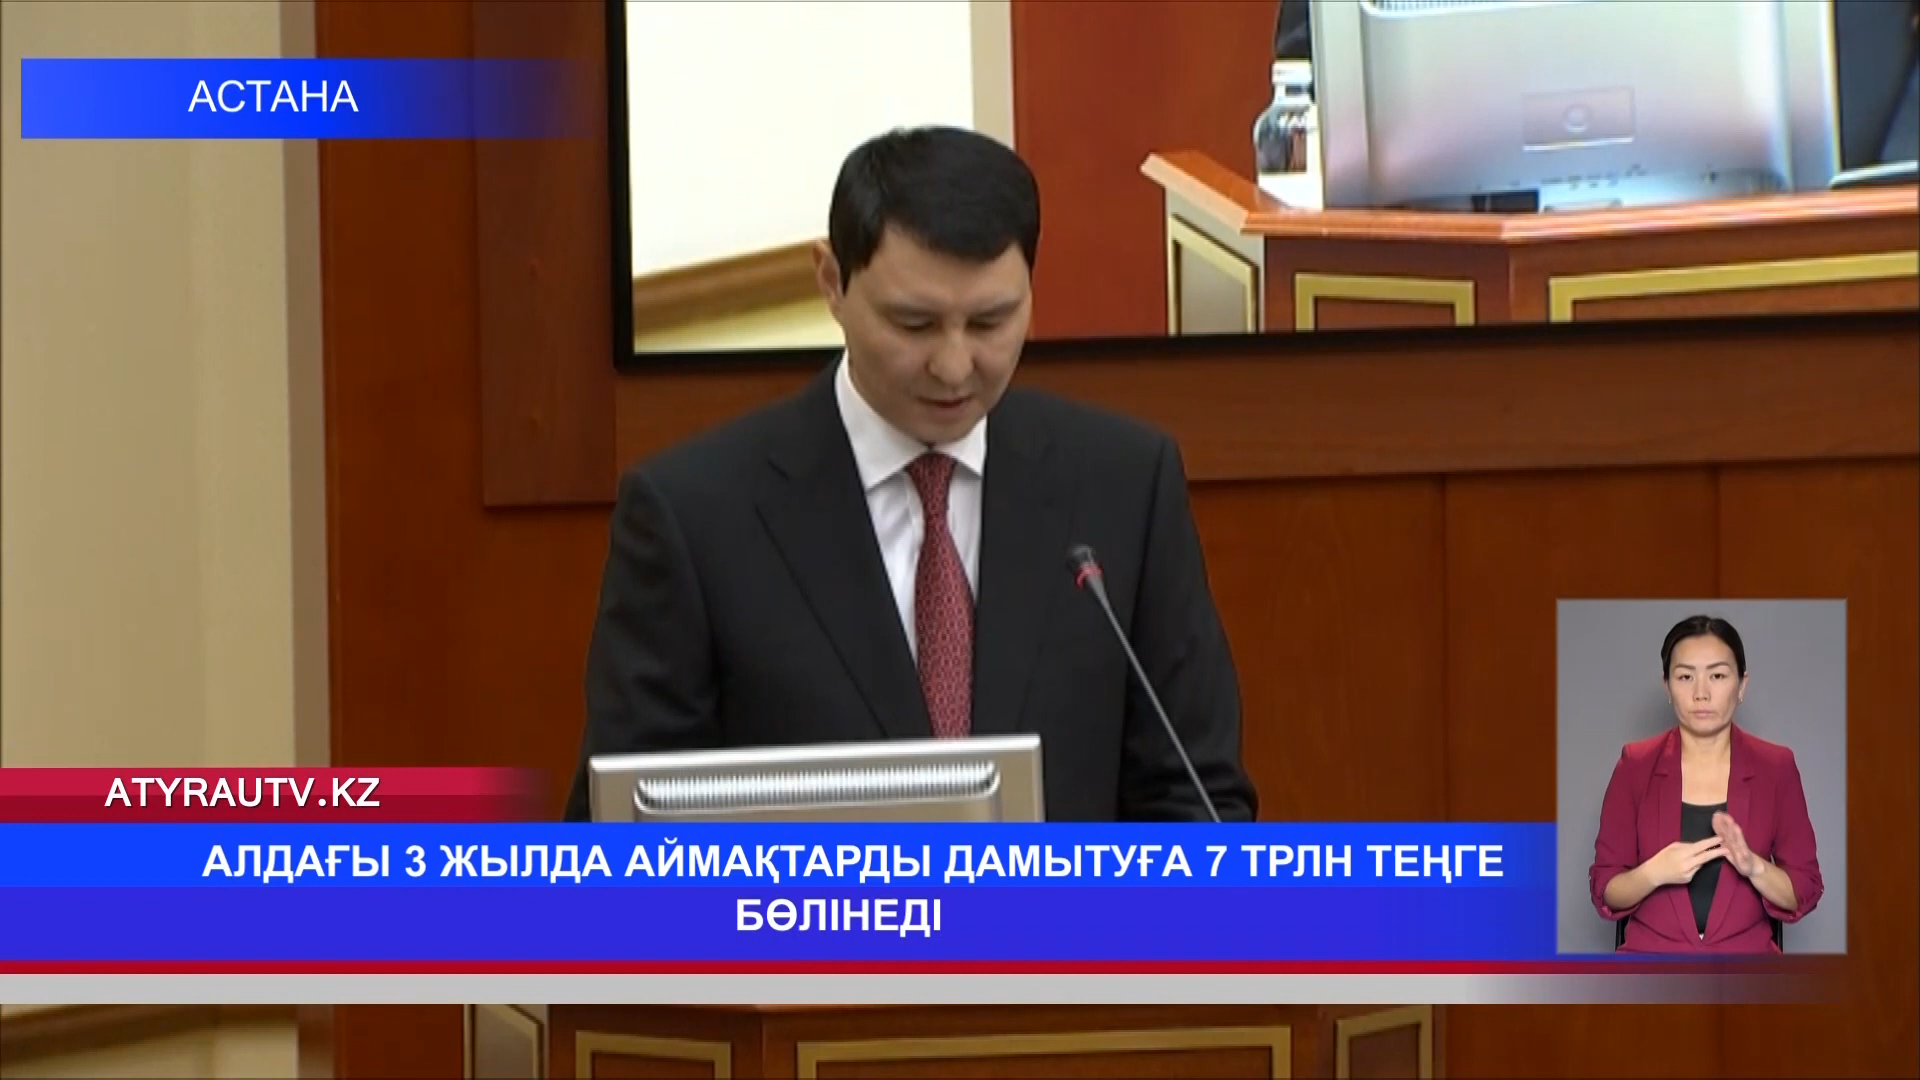 АСТАНА
ATYRAUTV.KZ
АЛДАҒЫ 3 ЖЫЛДА АЙМАҚТАРДЫ ДАМЫТУҒА 7 ТРЛН ТЕҢГЕ
БӨЛІНЕДІ